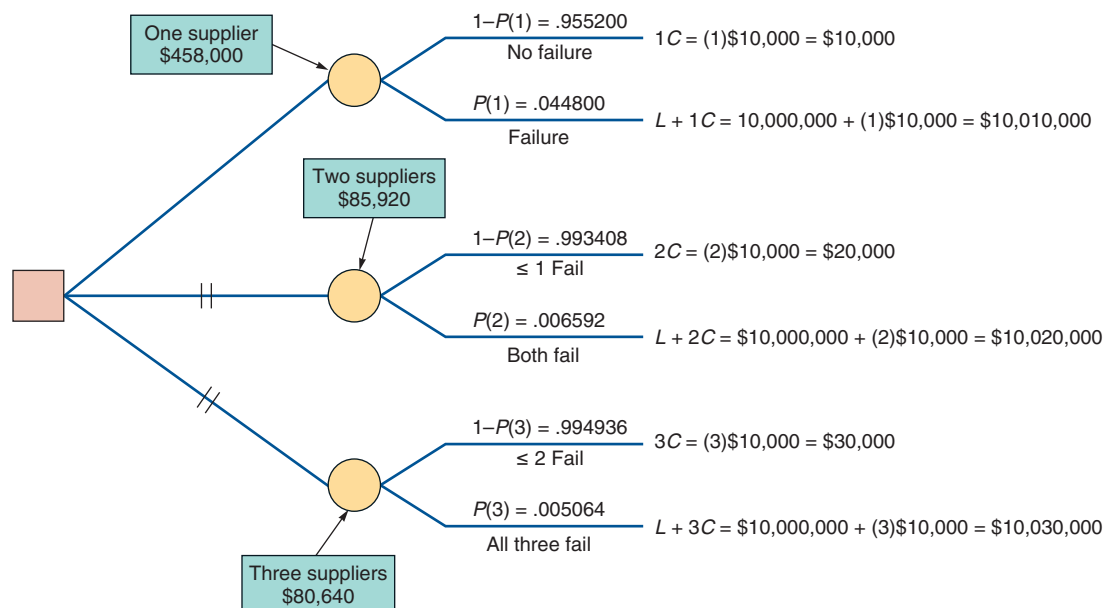 One supplier
$458,000
1–P(1) = .955200
No failure
1C = (1)$10,000 = $10,000
P(1) = .044800
Failure
L + 1C = 10,000,000 + (1)$10,000 = $10,010,000
Two suppliers
$85,920
1–P(2) = .993408
≤ 1 Fail
2C = (2)$10,000 = $20,000
P(2) = .006592
Both fail
L + 2C = $10,000,000 + (2)$10,000 = $10,020,000
1–P(3) = .994936
≤ 2 Fail
3C = (3)$10,000 = $30,000
P(3) = .005064
All three fail
L + 3C = $10,000,000 + (3)$10,000 = $10,030,000
Three suppliers
$80,640